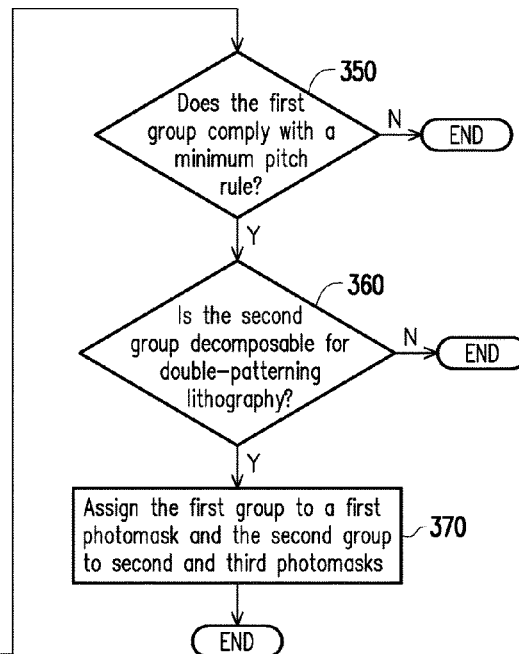 350
Does the first
group comply with a
minimum pitch
rule?
N
END
Y
360
Is the second
group decomposable for
double-patterning
lithography?
N
END
Y
Assign the first group to a first
photomask and the second group
to second and third photomasks
370
END